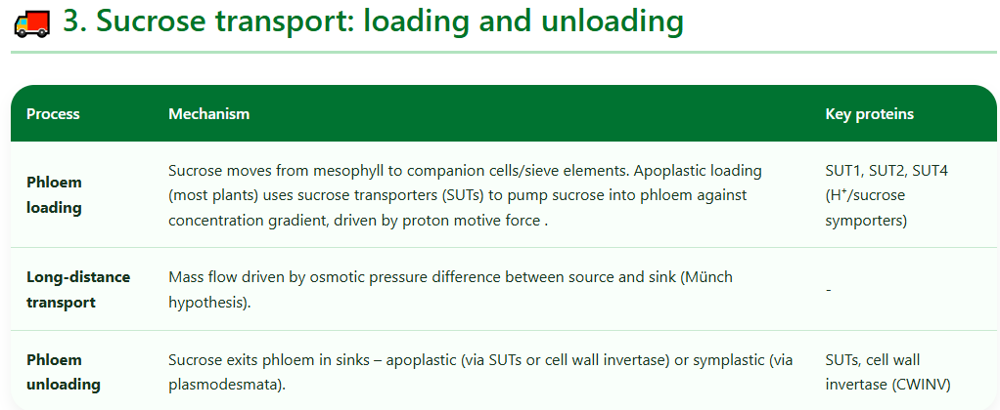 3. Sucrose transport: loading and unloading
Process
Mechanism
Key proteins
Phloem
loading
Sucrose moves from mesophyll to companion cells/sieve elements. Apoplastic loading
(most plants) uses sucrose transporters (SUTs) to pump sucrose into phloem against
concentration gradient, driven by proton motive force .
SUT1, SUT2, SUT4
(H⁺/sucrose
symporters)
Long-distance
transport
Mass flow driven by osmotic pressure difference between source and sink (Münch
hypothesis).
-
Phloem
unloading
Sucrose exits phloem in sinks – apoplastic (via SUTs or cell wall invertase) or symplastic (via
plasmodesmata).
SUTs, cell wall
invertase (CWINV)